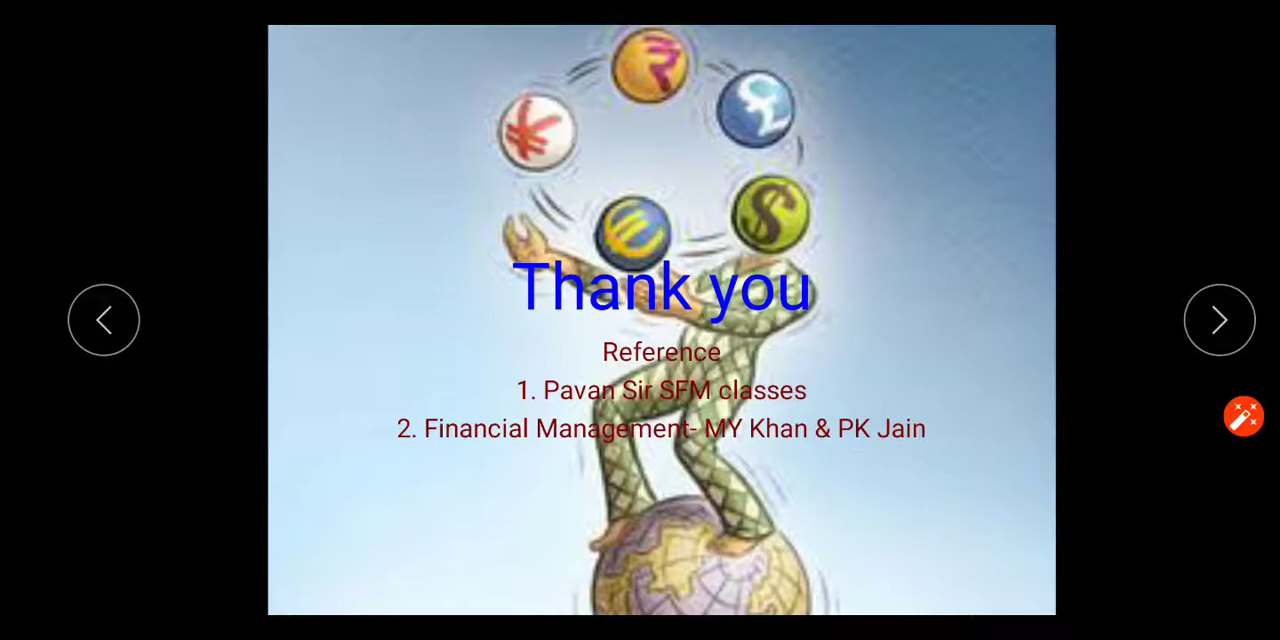 ₹
£
¥
$
€
Thank you
Reference
1. Pavan Sir SFM classes
2. Financial Management- MY Khan & PK Jain